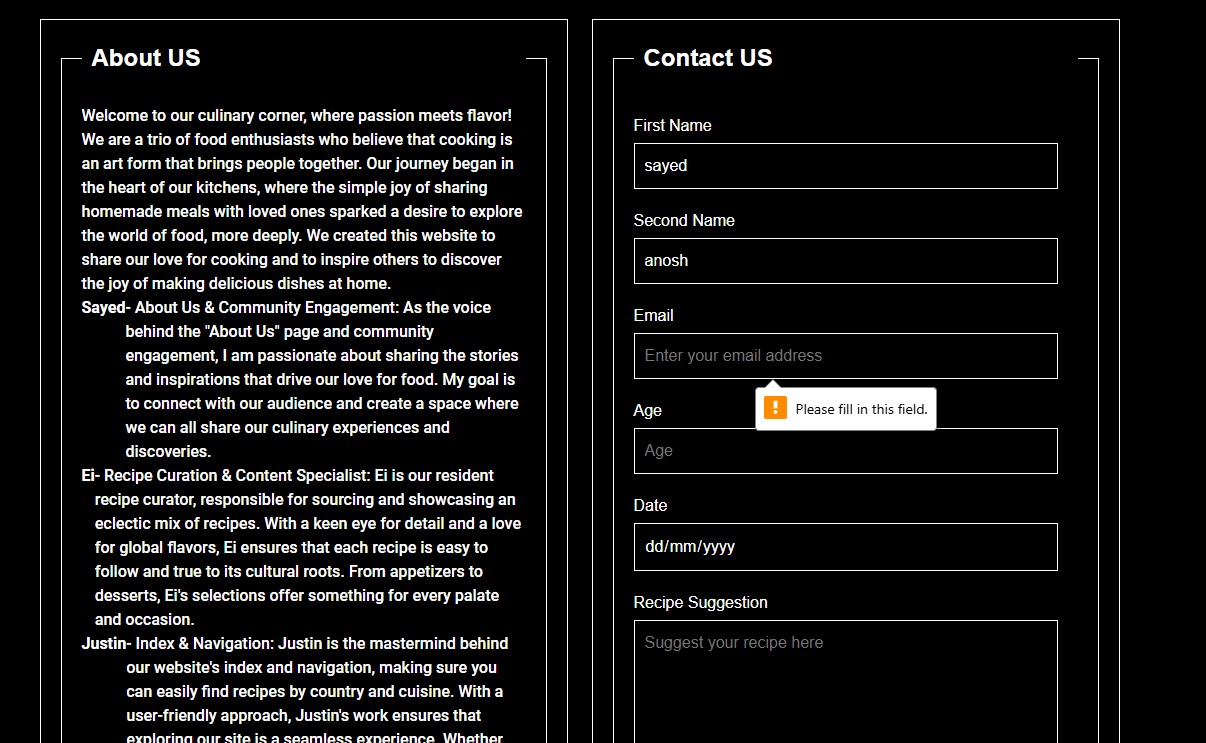 About US
Welcome to our culinary corner, where passion meets flavor!
We are a trio of food enthusiasts who believe that cooking is
an art form that brings people together. Our journey began in
the heart of our kitchens, where the simple joy of sharing
homemade meals with loved ones sparked a desire to explore
the world of food, more deeply. We created this website to
share our love for cooking and to inspire others to discover
the joy of making delicious dishes at home.
Sayed- About Us & Community Engagement: As the voice
behind the "About Us" page and community
engagement, I am passionate about sharing the stories
and inspirations that drive our love for food. My goal is
to connect with our audience and create a space where
we can all share our culinary experiences and
discoveries.
Ei- Recipe Curation & Content Specialist: Ei is our resident
recipe curator, responsible for sourcing and showcasing an
eclectic mix of recipes. With a keen eye for detail and a love
for global flavors, Ei ensures that each recipe is easy to
follow and true to its cultural roots. From appetizers to
desserts, Ei's selections offer something for every palate
and occasion.
Justin- Index & Navigation: Justin is the mastermind behind
our website's index and navigation, making sure you
can easily find recipes by country and cuisine. With a
user-friendly approach, Justin's work ensures that
exploring our site is a seamless experience. Whether
Contact US
First Name
sayed
Second Name
anosh
Email
Enter your email address
Please fill in this field.
Age
Age
Date
dd/mm/yyyy
Recipe Suggestion
Suggest your recipe here